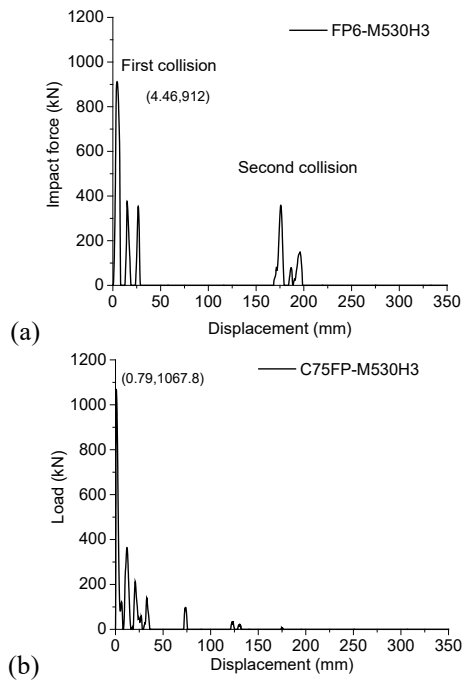 1200
1000
800
600
400
200
0
Impact force (kN)
FP6-M530H3
First collision
(4.46,912)
Second collision
0 50 100 150 200 250 300 350
Displacement (mm)
(a)
1200
1000
800
600
400
200
0
Load (kN)
(0.79,1067.8)
C75FP-M530H3
0 50 100 150 200 250 300 350
Displacement (mm)
(b)